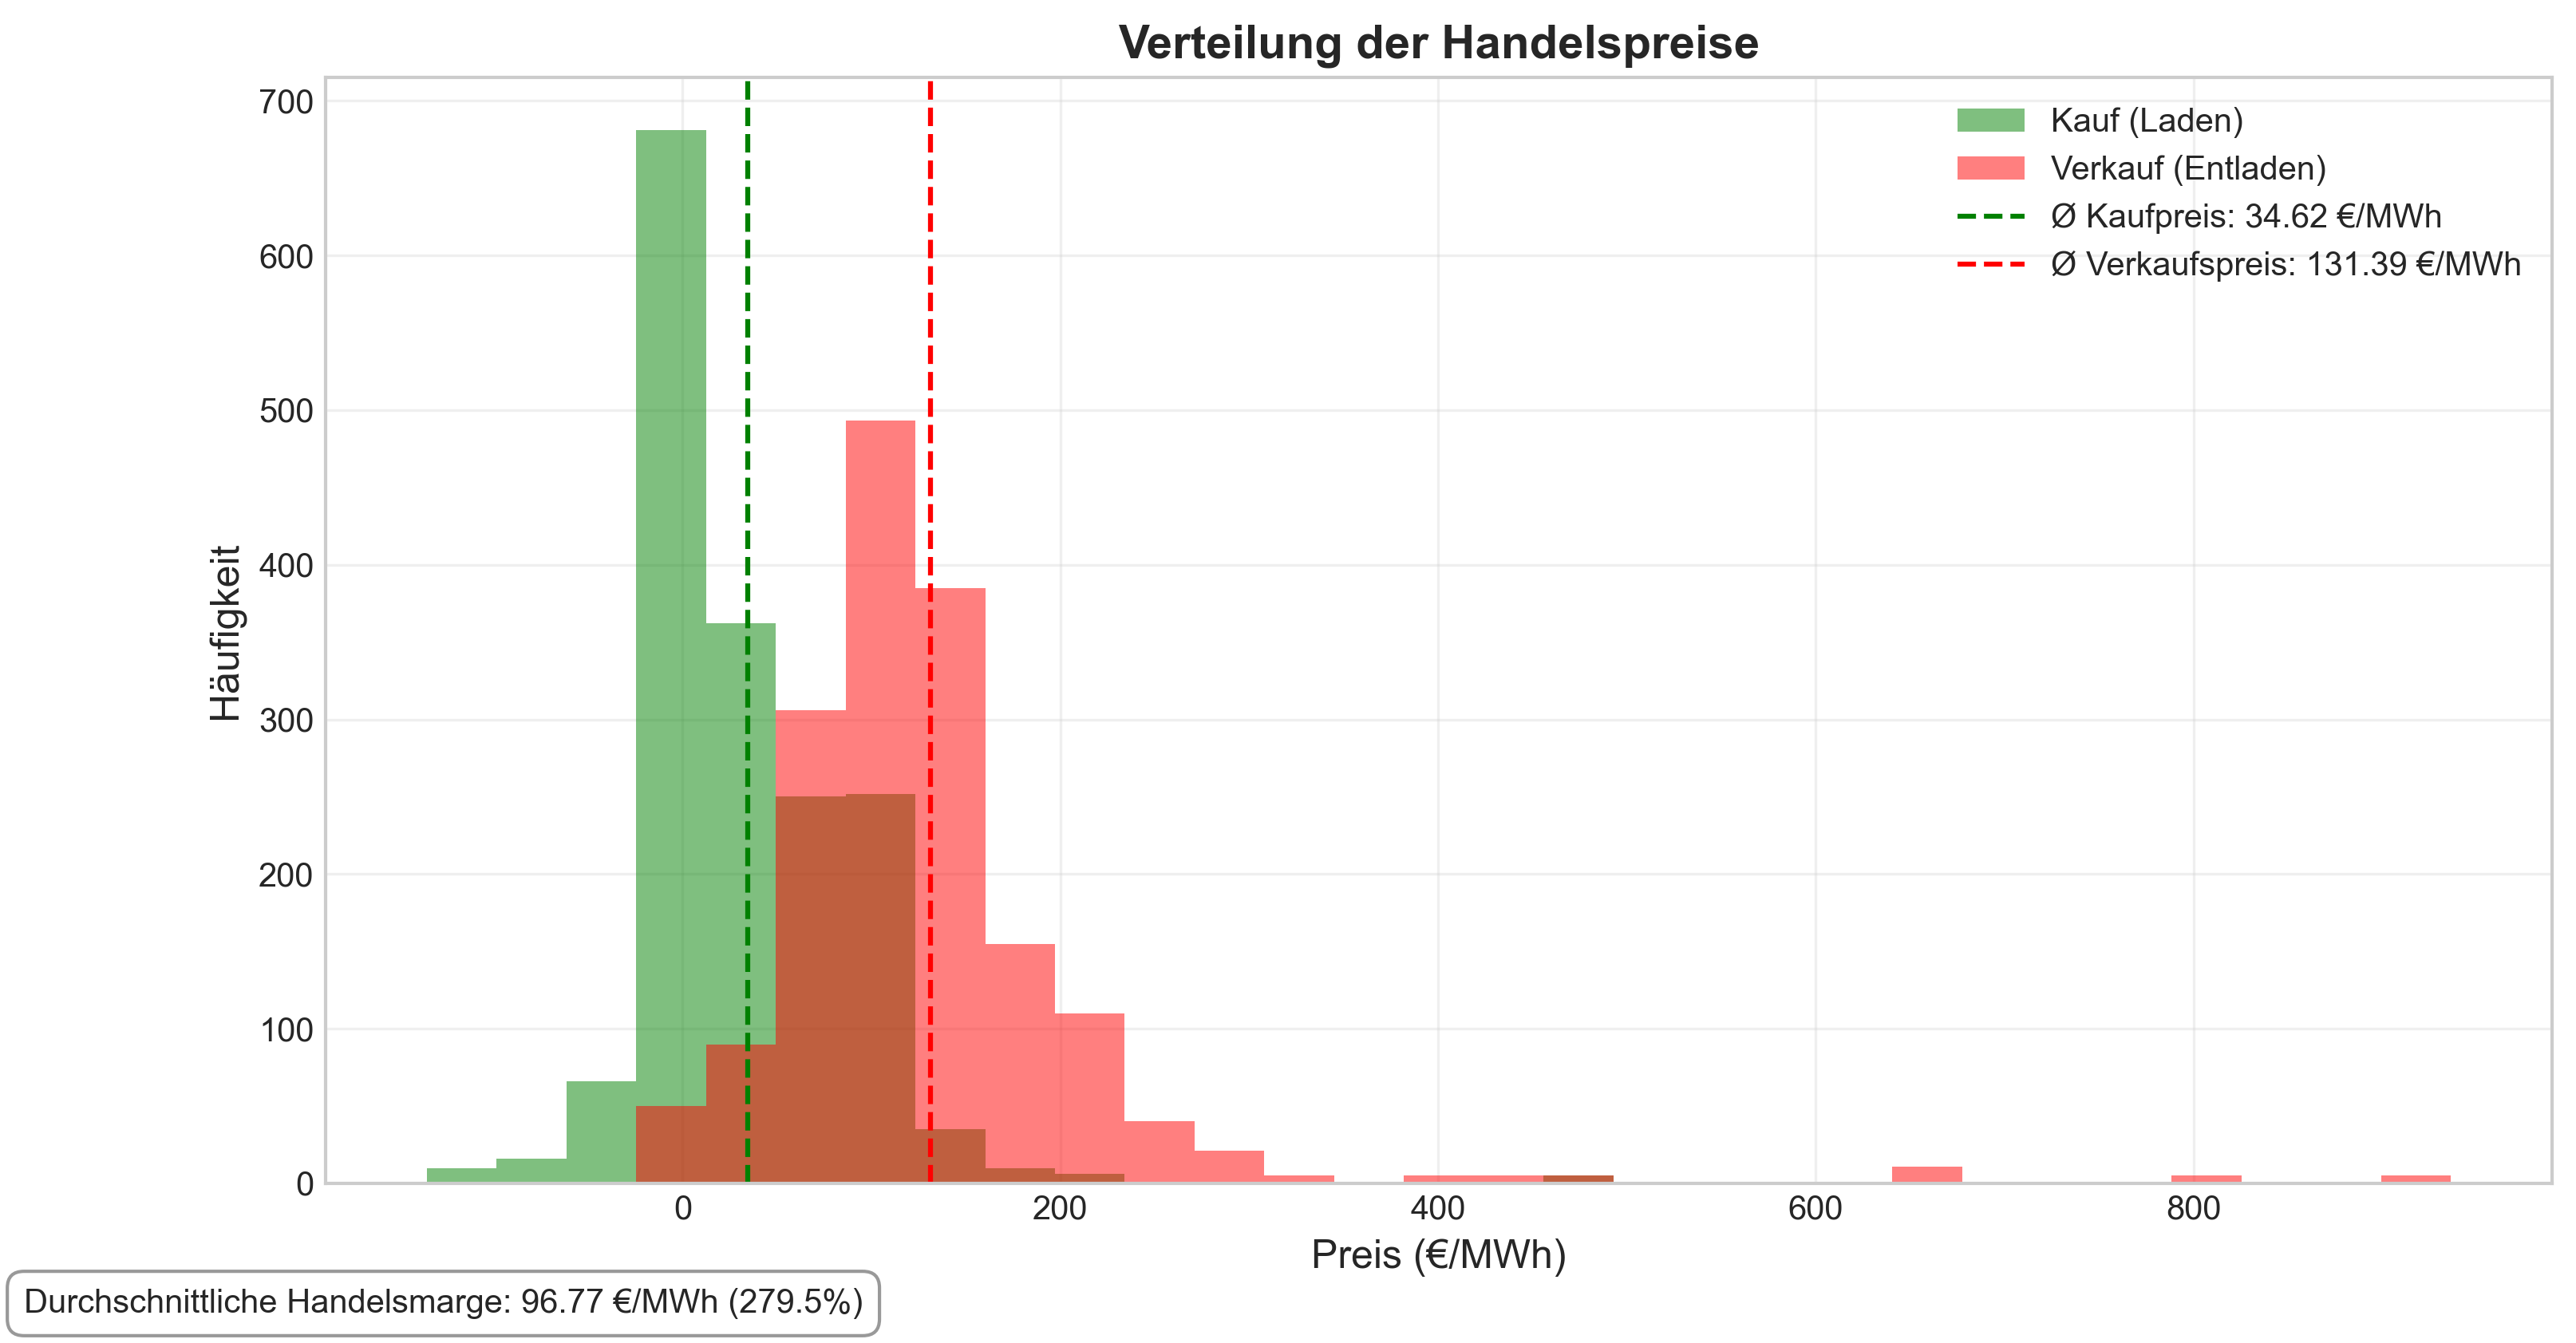 Verteilung der Handelspreise
Kauf (Laden)
Verkauf (Entladen)
Ø Kaufpreis: 34.62 €/MWh
Ø Verkaufspreis: 131.39 €/MWh
Häufigkeit
700
600
500
400
300
200
100
0
0 200 400 600 800
Preis (€/MWh)
Durchschnittliche Handelsmarge: 96.77 €/MWh (279.5%)